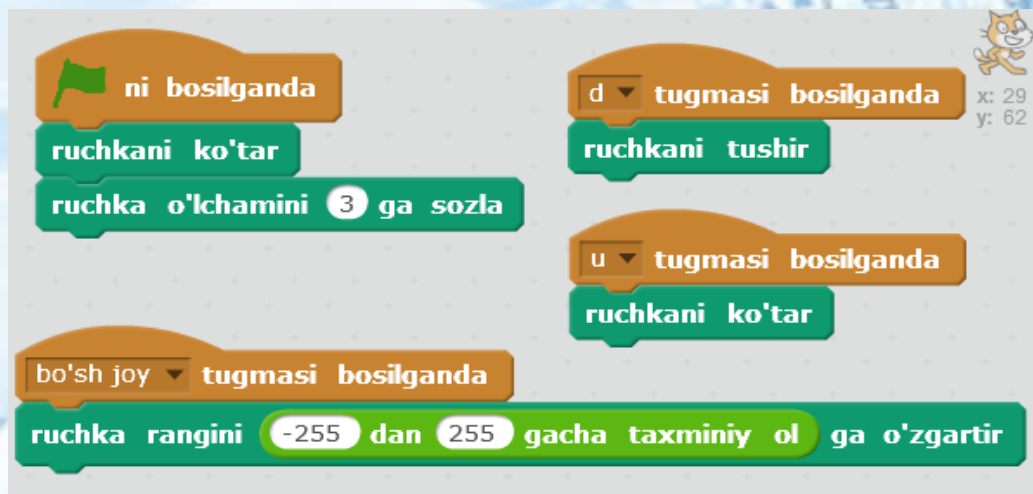 ni bosilganda
ruchkani ko'tar
ruchka o'lchamini 3 ga sozla
d tugmasi bosilganda
ruchkani tushir
x: 29
y: 62
u tugmasi bosilganda
ruchkani ko'tar
bo'sh joy tugmasi bosilganda
ruchka rangini -255 dan 255 gacha taxminiy ol ga o'zgartir